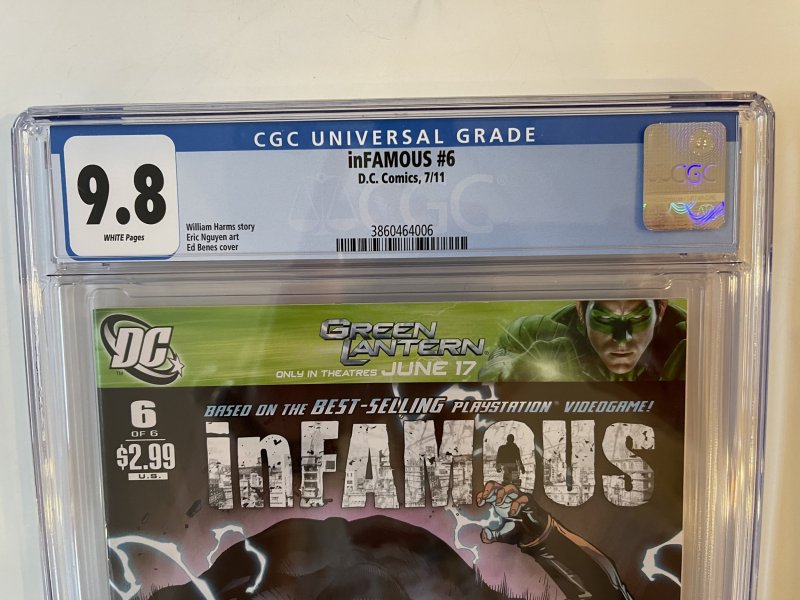 CGC UNIVERSAL GRADE
9.8
WHITE Pages
inFAMOUS #6
D.C. Comics, 7/11
William Harms story
Eric Nguyen art
Ed Benes cover
3860464006
CGC
CGC
DC
TM
GREEN LANTERN
ONLY IN THEATRES JUNE 17
6
OF 6
$2.99
U.S.
BASED ON THE BEST-SELLING PLAYSTATION® VIDEOGAME!
inFAMOUS